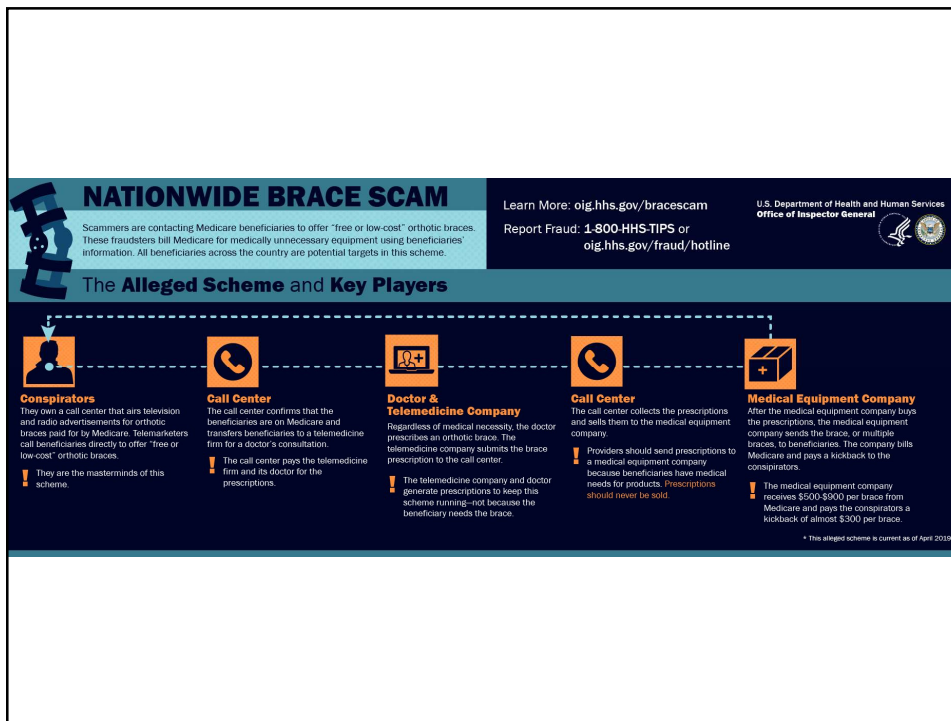 NATIONWIDE BRACE SCAM
Scammers are contacting Medicare beneficiaries to offer "free or low-cost" orthotic braces.
These fraudsters bill Medicare for medically unnecessary equipment using beneficiaries'
information. All beneficiaries across the country are potential targets in this scheme.
Learn More: oig.hhs.gov/bracescam
Report Fraud: 1-800-HHS-TIPS or
oig.hhs.gov/fraud/hotline
U.S. Department of Health and Human Services
Office of Inspector General
The Alleged Scheme and Key Players
Conspirators
They own a call center that airs television
and radio advertisements for orthotic
braces paid for by Medicare. Telemarketers
call beneficiaries directly to offer "free or
low-cost" orthotic braces.
! They are the masterminds of this
scheme.
Call Center
The call center confirms that the
beneficiaries are on Medicare and
transfers beneficiaries to a telemedicine
firm for a doctor's consultation.
! The call center pays the telemedicine
firm and its doctor for the
prescriptions.
Doctor &
Telemedicine Company
Regardless of medical necessity, the doctor
prescribes an orthotic brace. The
telemedicine company submits the brace
prescription to the call center.
! The telemedicine company and doctor
generate prescriptions to keep this
scheme running—not because the
beneficiary needs the brace.
Call Center
The call center collects the prescriptions
and sells them to the medical equipment
company.
! Providers should send prescriptions to
a medical equipment company
because beneficiaries have medical
needs for products. Prescriptions
should never be sold.
Medical Equipment Company
After the medical equipment company buys
the prescriptions, the medical equipment
company sends the brace, or multiple
braces, to beneficiaries. The company bills
Medicare and pays a kickback to the
conspirators.
! The medical equipment company
receives $500-$900 per brace from
Medicare and pays the conspirators a
kickback of almost $300 per brace.
* This alleged scheme is current as of April 2019